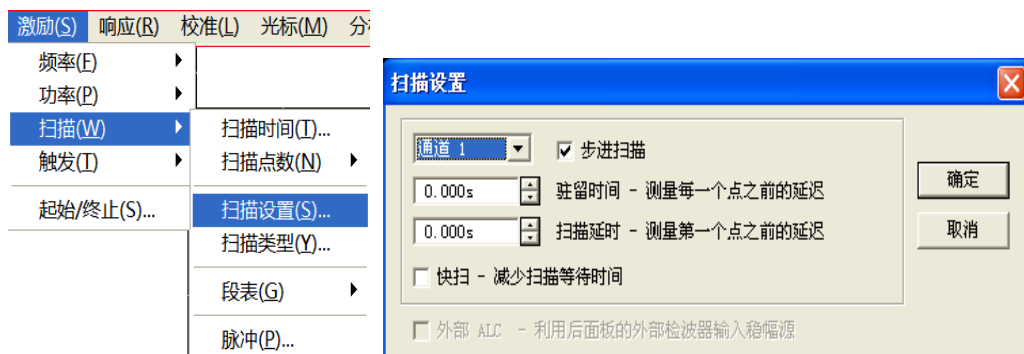 激励(S) 响应(R) 校准(L) 光标(M)
频率(F)
功率(P)
扫描(W)
触发(T)
起始/终止(S)...
扫描时间(T)...
扫描点数(N)
扫描设置(S)...
扫描类型(Y)...
段表(G)
脉冲(P)...
扫描设置
通道 1
步进扫描
0.000s 驻留时间 - 测量每一个点之前的延迟
0.000s 扫描延时 - 测量第一个点之前的延迟
快扫 - 减少扫描等待时间
外部 ALC - 利用后面板的外部检波器输入稳幅源
确定
取消